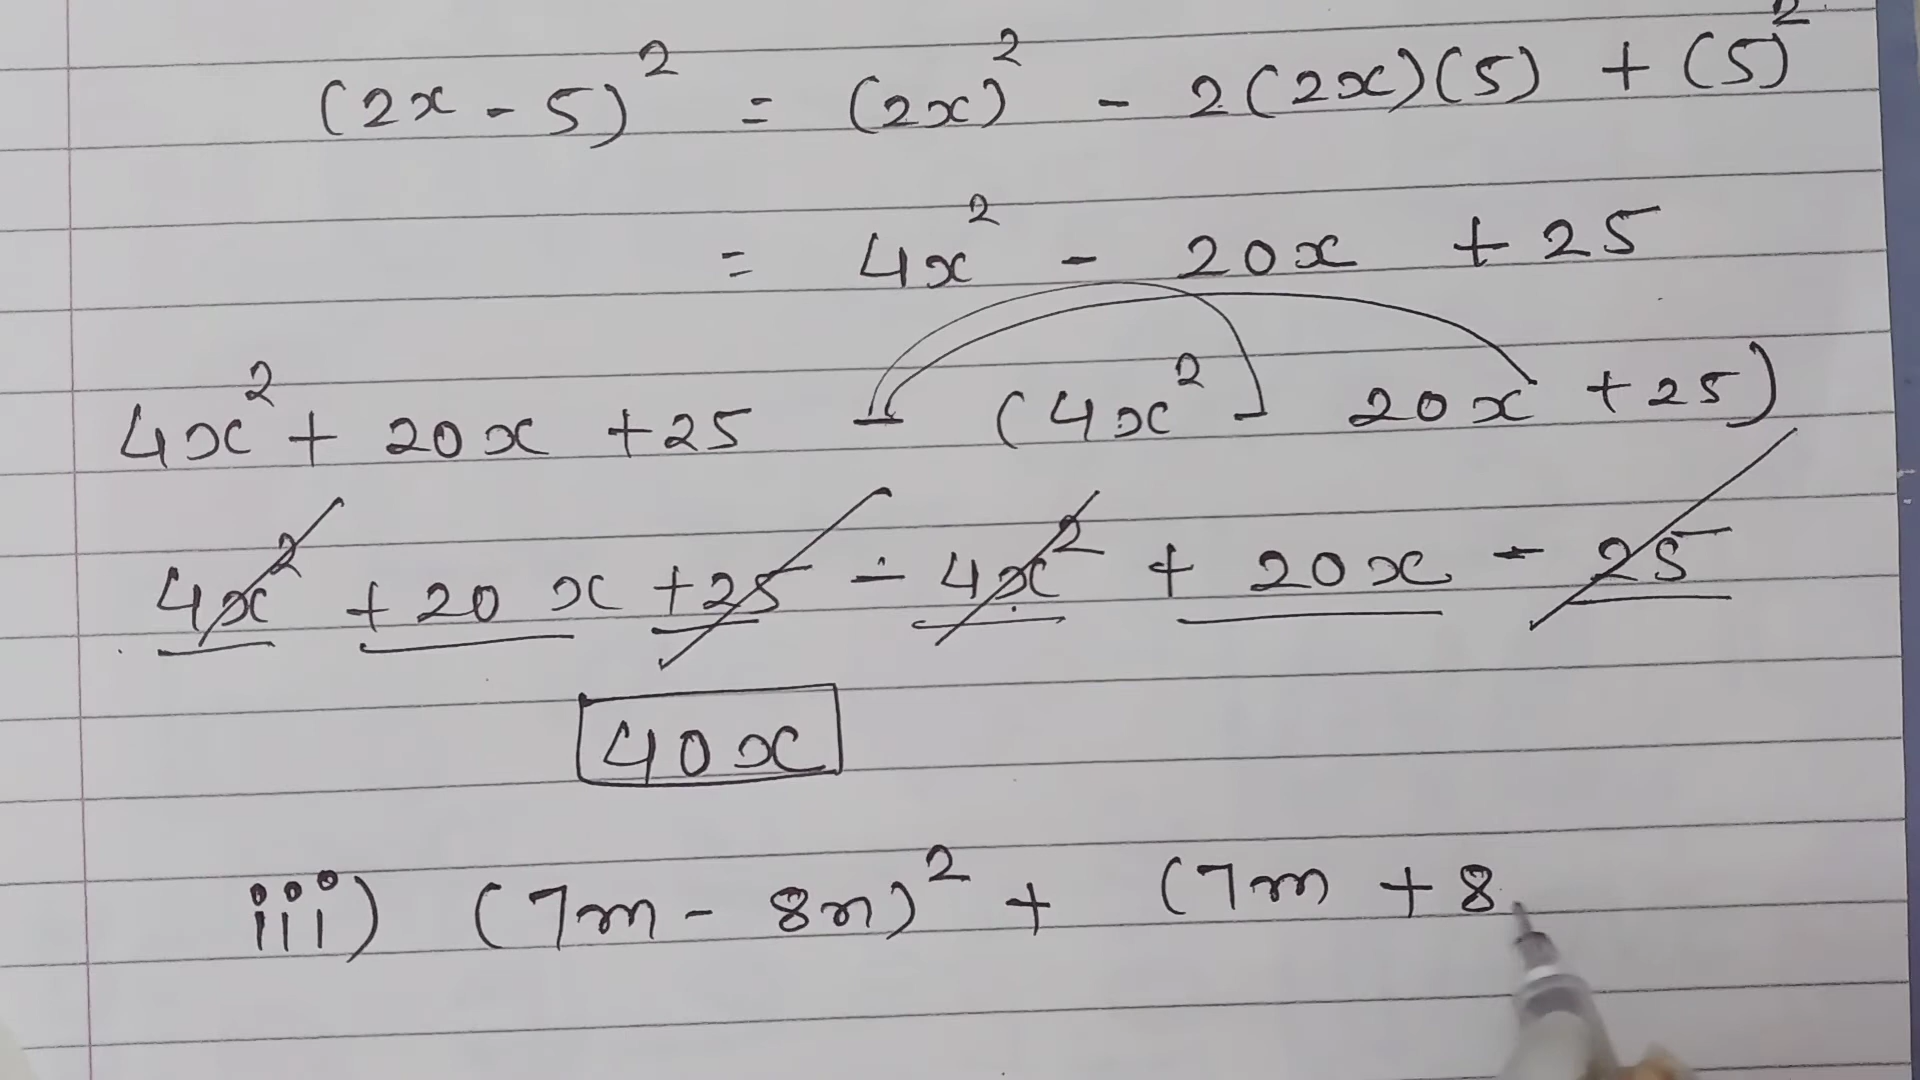 (2x - 5)² = (2x)² - 2(2x)(5) + (5)²
= 4x² - 20x + 25
4x² + 20x + 25 - (4x² - 20x + 25)
4x² + 20x + 25 - 4x² + 20x - 25
40x
iii) (7m - 8n)² + (7m + 8